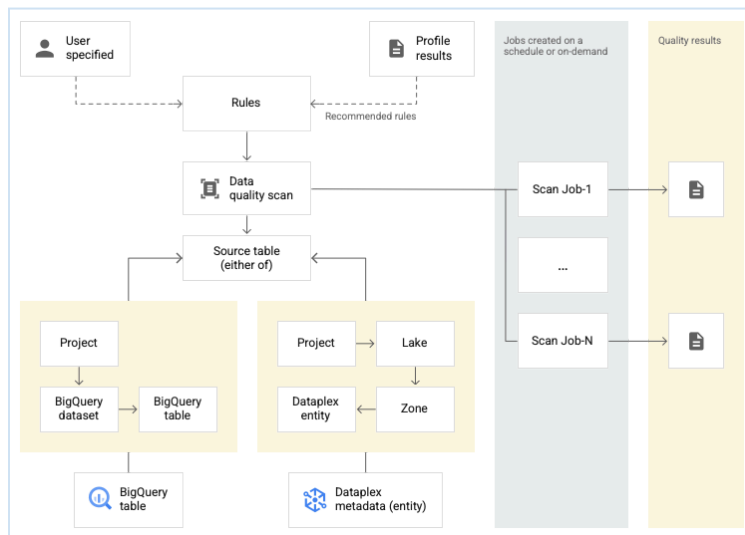 User
specified
Profile
results
Jobs created on a
schedule or on-demand
Quality results
Rules
Recommended rules
Data
quality scan
Scan Job-1
Source table
(either of)
...
Project
Project
Lake
Scan Job-N
BigQuery
dataset
BigQuery
table
Dataplex
entity
Zone
BigQuery
table
Dataplex
metadata (entity)